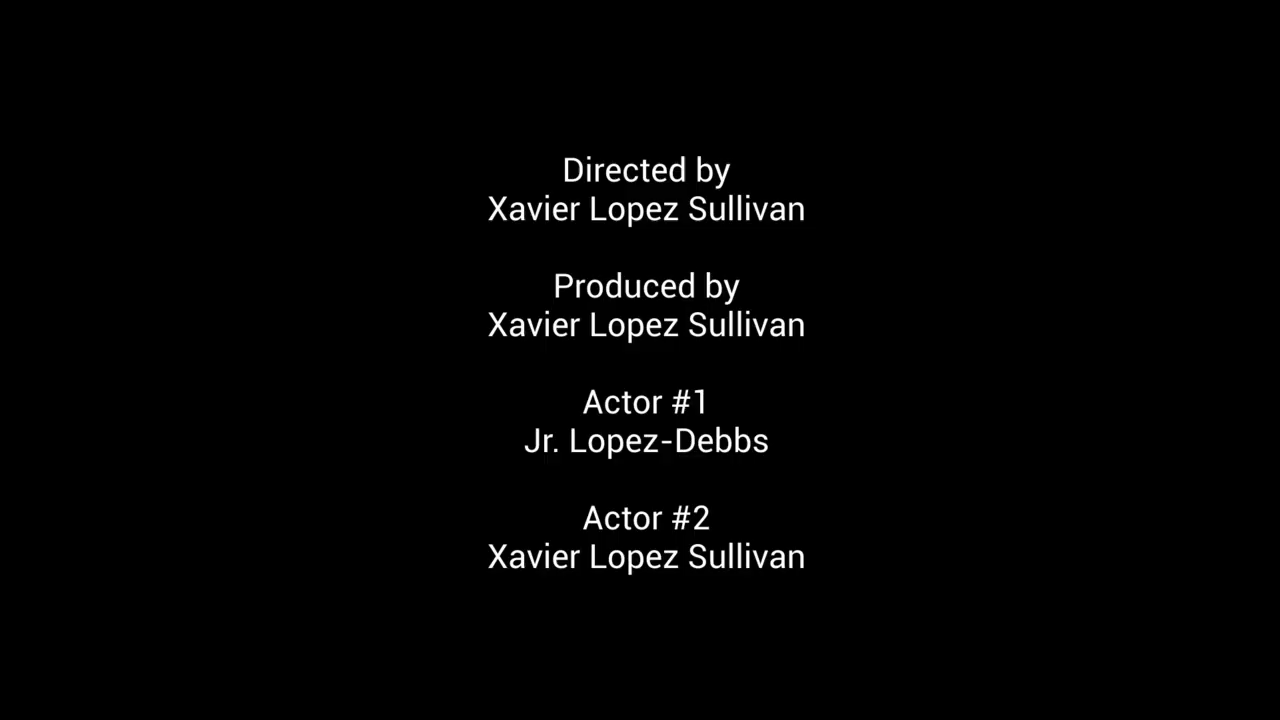 Directed by
Xavier Lopez Sullivan
Produced by
Xavier Lopez Sullivan
Actor #1
Jr. Lopez-Debbs
Actor #2
Xavier Lopez Sullivan